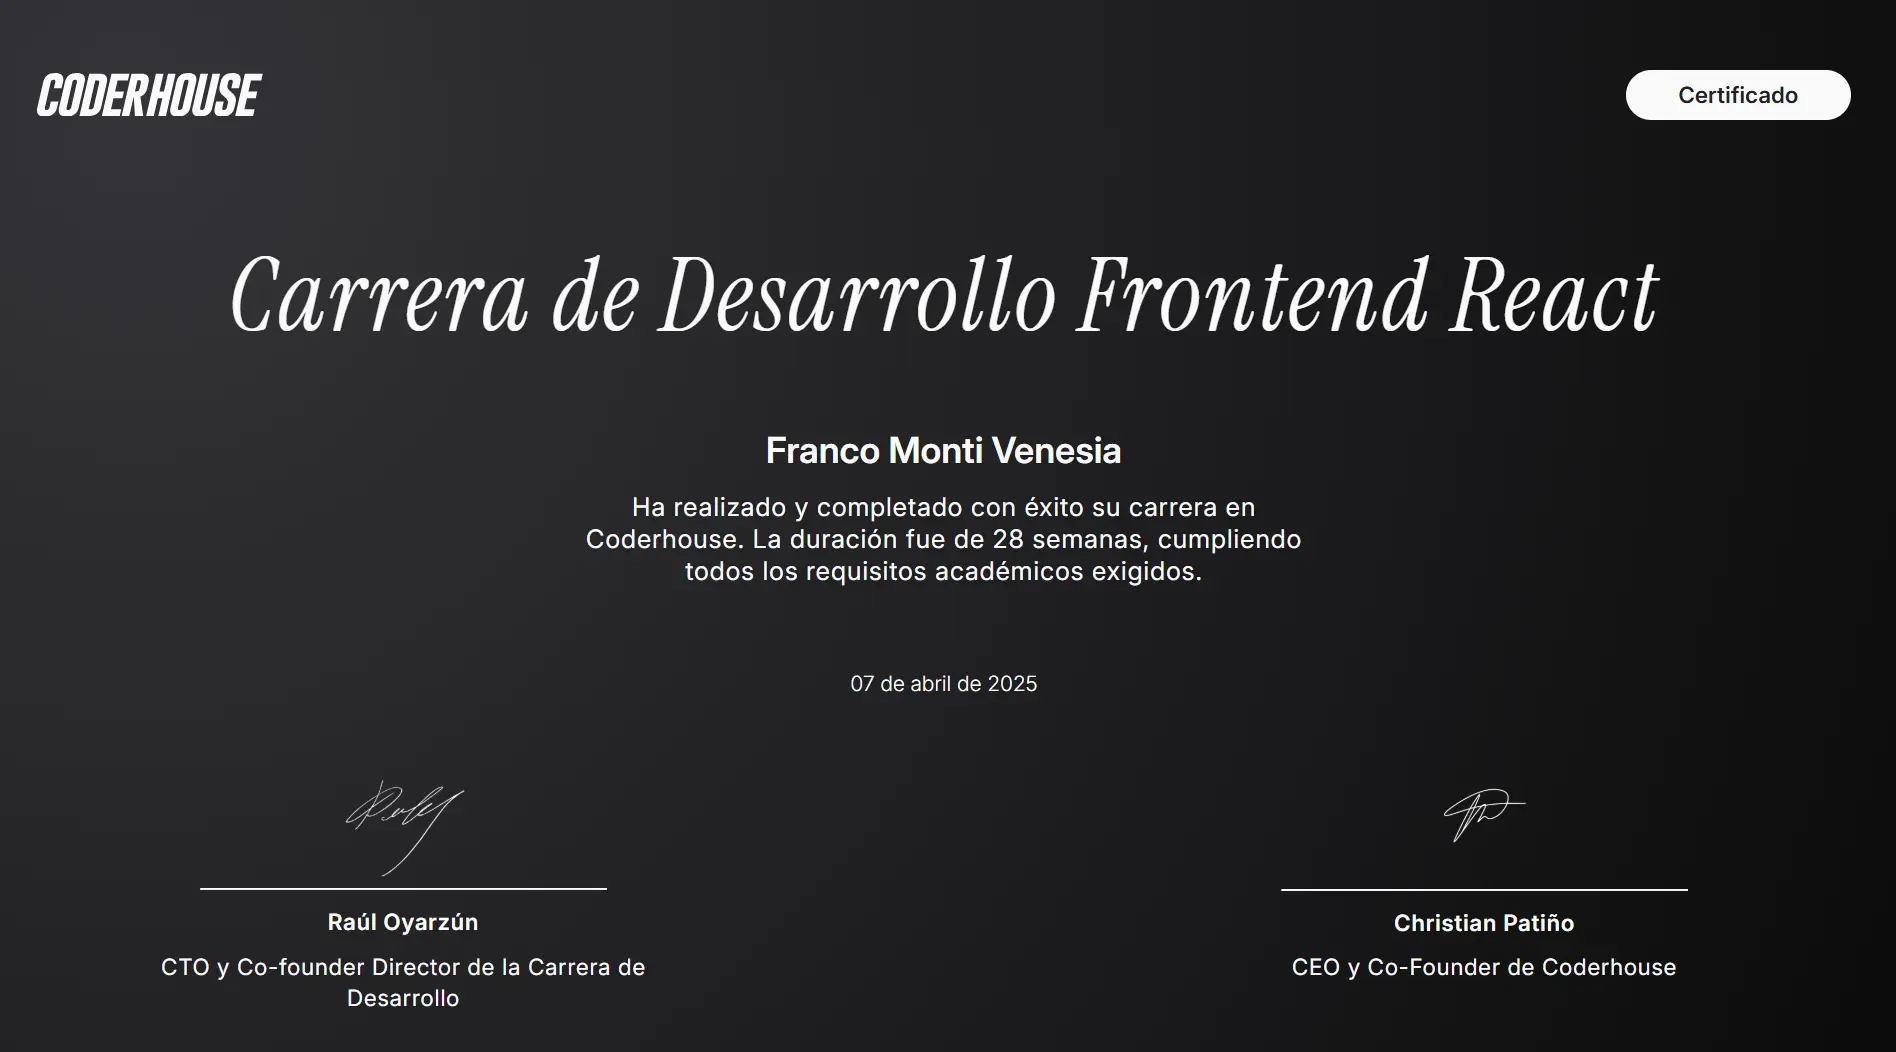 CODERHOUSE
Certificado
Carrera de Desarrollo Frontend React
Franco Monti Venesia
Ha realizado y completado con éxito su carrera en
Coderhouse. La duración fue de 28 semanas, cumpliendo
todos los requisitos académicos exigidos.
07 de abril de 2025
Raúl Oyarzún
CTO y Co-founder Director de la Carrera de
Desarrollo
Christian Patiño
CEO y Co-Founder de Coderhouse